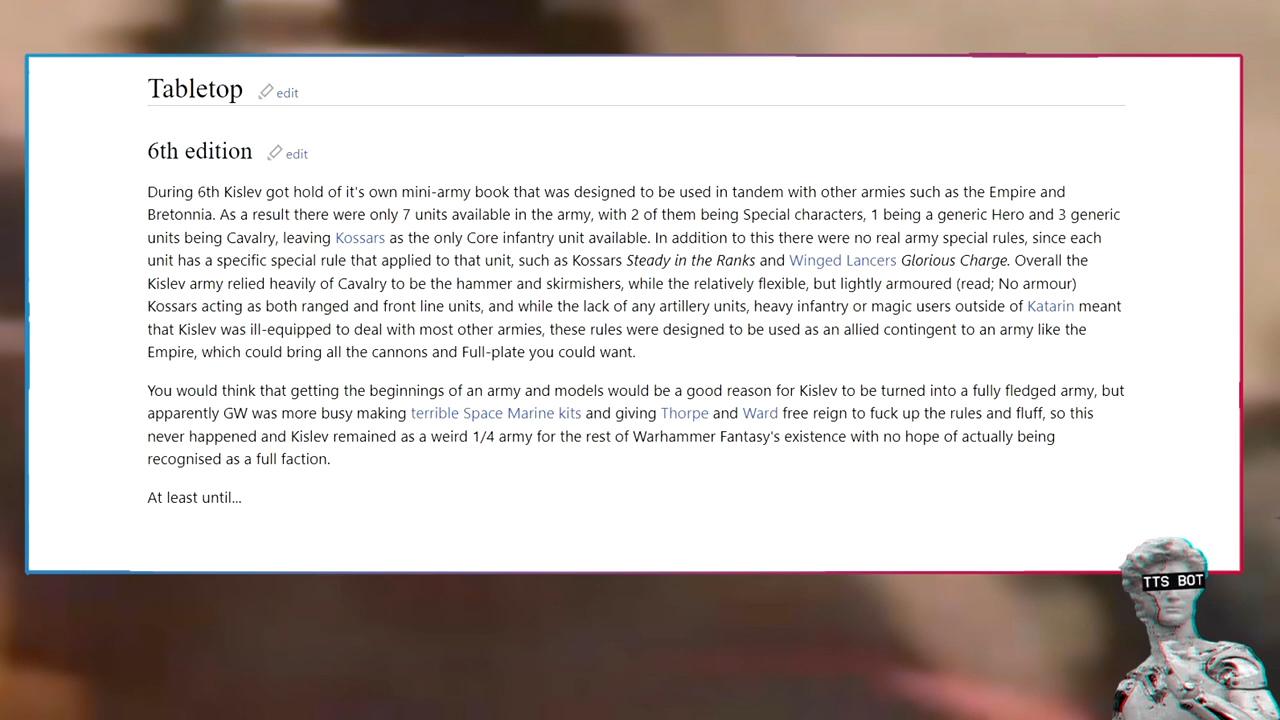 Tabletop edit
6th edition edit
During 6th Kislev got hold of it's own mini-army book that was designed to be used in tandem with other armies such as the Empire and
Bretonnia. As a result there were only 7 units available in the army, with 2 of them being Special characters, 1 being a generic Hero and 3 generic
units being Cavalry, leaving Kossars as the only Core infantry unit available. In addition to this there were no real army special rules, since each
unit has a specific special rule that applied to that unit, such as Kossars Steady in the Ranks and Winged Lancers Glorious Charge. Overall the
Kislev army relied heavily of Cavalry to be the hammer and skirmishers, while the relatively flexible, but lightly armoured (read; No armour)
Kossars acting as both ranged and front line units, and while the lack of any artillery units, heavy infantry or magic users outside of Katarin meant
that Kislev was ill-equipped to deal with most other armies, these rules were designed to be used as an allied contingent to an army like the
Empire, which could bring all the cannons and Full-plate you could want.
You would think that getting the beginnings of an army and models would be a good reason for Kislev to be turned into a fully fledged army, but
apparently GW was more busy making terrible Space Marine kits and giving Thorpe and Ward free reign to fuck up the rules and fluff, so this
never happened and Kislev remained as a weird 1/4 army for the rest of Warhammer Fantasy's existence with no hope of actually being
recognised as a full faction.
At least until...
TTS BOT